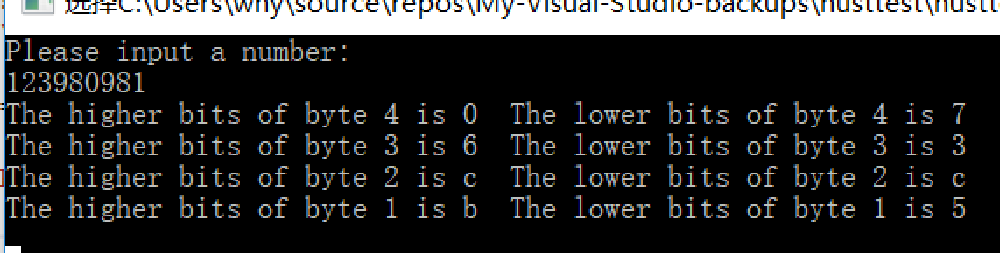 选择C:\Users\why\source\repos\My-Visual-Studio-backups\husttest\hustt
Please input a number:
123980981
The higher bits of byte 4 is 0  The lower bits of byte 4 is 7
The higher bits of byte 3 is 6  The lower bits of byte 3 is 3
The higher bits of byte 2 is c  The lower bits of byte 2 is c
The higher bits of byte 1 is b  The lower bits of byte 1 is 5